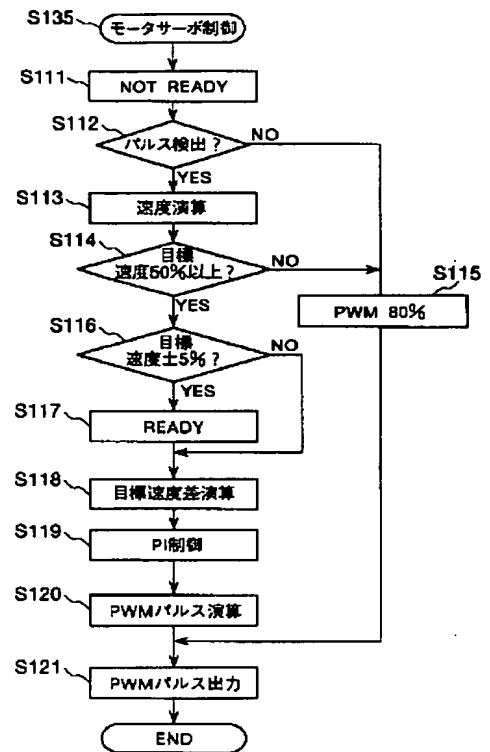 S135
モータサーボ制御
S111
NOT READY
S112
パルス検出？
NO
YES
S113
速度演算
S114
目標
速度50%以上？
NO
YES
S115
PWM 80%
S116
目標
速度±5%？
NO
YES
S117
READY
S118
目標速度差演算
S119
PI制御
S120
PWMパルス演算
S121
PWMパルス出力
END